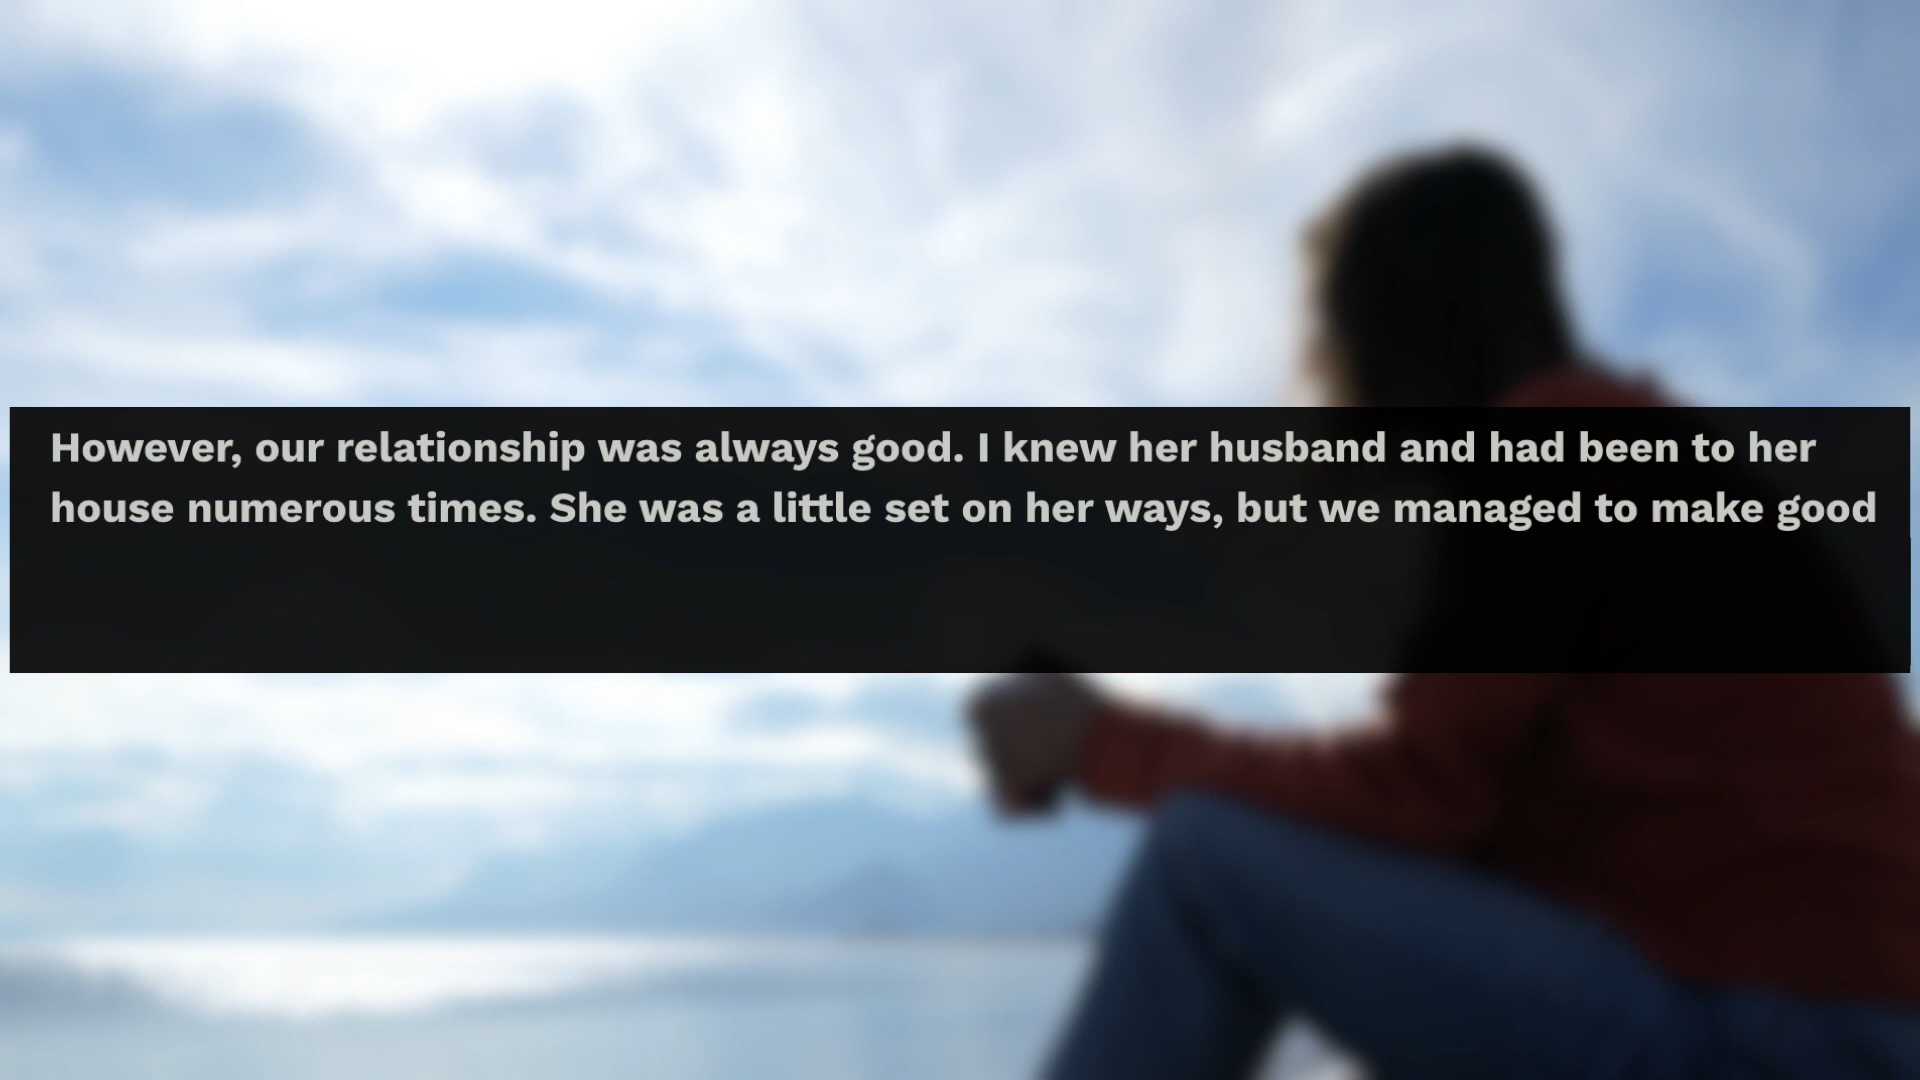 However, our relationship was always good. I knew her husband and had been to her
house numerous times. She was a little set on her ways, but we managed to make good